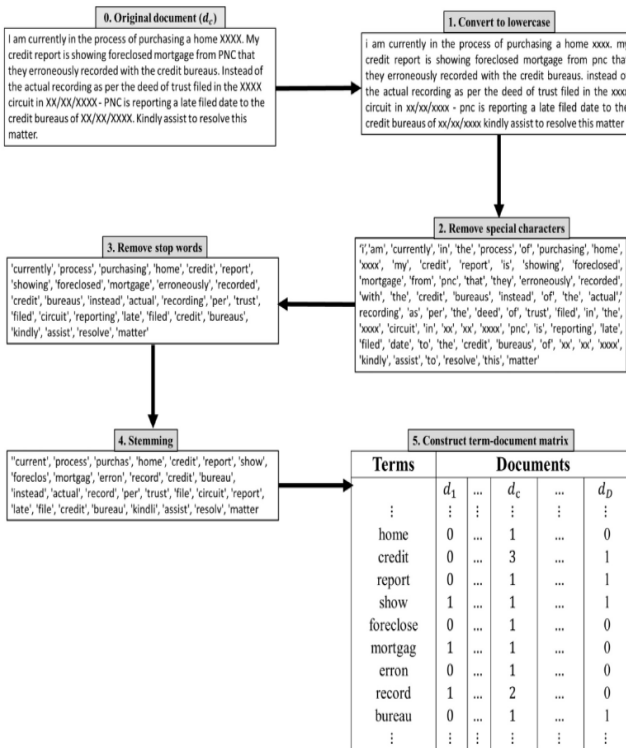 0. Original document (d_c)
I am currently in the process of purchasing a home XXXX. My
credit report is showing foreclosed mortgage from PNC that
they erroneously recorded with the credit bureaus. Instead of
the actual recording as per the deed of trust filed in the XXXX
circuit in XX/XX/XXXX - PNC is reporting a late filed date to the
credit bureaus of XX/XX/XXXX. Kindly assist to resolve this
matter.
1. Convert to lowercase
i am currently in the process of purchasing a home xxxx. my
credit report is showing foreclosed mortgage from pnc that
they erroneously recorded with the credit bureaus. instead o
the actual recording as per the deed of trust filed in the xxx
circuit in xx/xx/xxxx - pnc is reporting a late filed date to the
credit bureaus of xx/xx/xxxx kindly assist to resolve this matter
2. Remove special characters
'i','am', 'currently', 'in', 'the', 'process', 'of', 'purchasing', 'home',
'xxxx', 'my', 'credit', 'report', 'is', 'showing', 'foreclosed',
'mortgage', 'from', 'pnc', 'that', 'they', 'erroneously', 'recorded',
'with', 'the', 'credit', 'bureaus', 'instead', 'of', 'the', 'actual',
recording', 'as', 'per', 'the', 'deed', 'of', 'trust', 'filed', 'in', 'the',
'xxxx', 'circuit', 'in', 'xx', 'xx', 'xxxx', 'pnc', 'is', 'reporting', 'late',
'filed', 'date', 'to', 'the', 'credit', 'bureaus', 'of', 'xx', 'xx', 'xxxx',
'kindly', 'assist', 'to', 'resolve', 'this', 'matter'
3. Remove stop words
'currently', 'process', 'purchasing', 'home', 'credit', 'report',
'showing', 'foreclosed', 'mortgage', 'erroneously', 'recorded',
'credit', 'bureaus', 'instead', 'actual', 'recording', 'per', 'trust',
'filed', 'circuit', 'reporting', 'late', 'filed', 'credit', 'bureaus',
'kindly', 'assist', 'resolve', 'matter'
4. Stemming
"current', 'process', 'purchas', 'home', 'credit', 'report', 'show',
'foreclos', 'mortgag', 'erron', 'record', 'credit', 'bureau',
'instead', 'actual', 'record', 'per', 'trust', 'file', 'circuit', 'report',
'late', 'file', 'credit', 'bureau', 'kindli', 'assist', 'resolv', 'matter
5. Construct term-document matrix
Terms Documents
d_1 ... d_c ... d_D
⋮ ⋮ ⋮ ⋮ ⋮ ⋮
home 0 ... 1 ... 0
credit 0 ... 3 ... 1
report 0 ... 1 ... 1
show 1 ... 1 ... 1
foreclose 0 ... 1 ... 0
mortgag 1 ... 1 ... 0
erron 0 ... 1 ... 0
record 1 ... 2 ... 0
bureau 0 ... 1 ... 1
⋮ ⋮ ⋮ ⋮ ⋮ ⋮